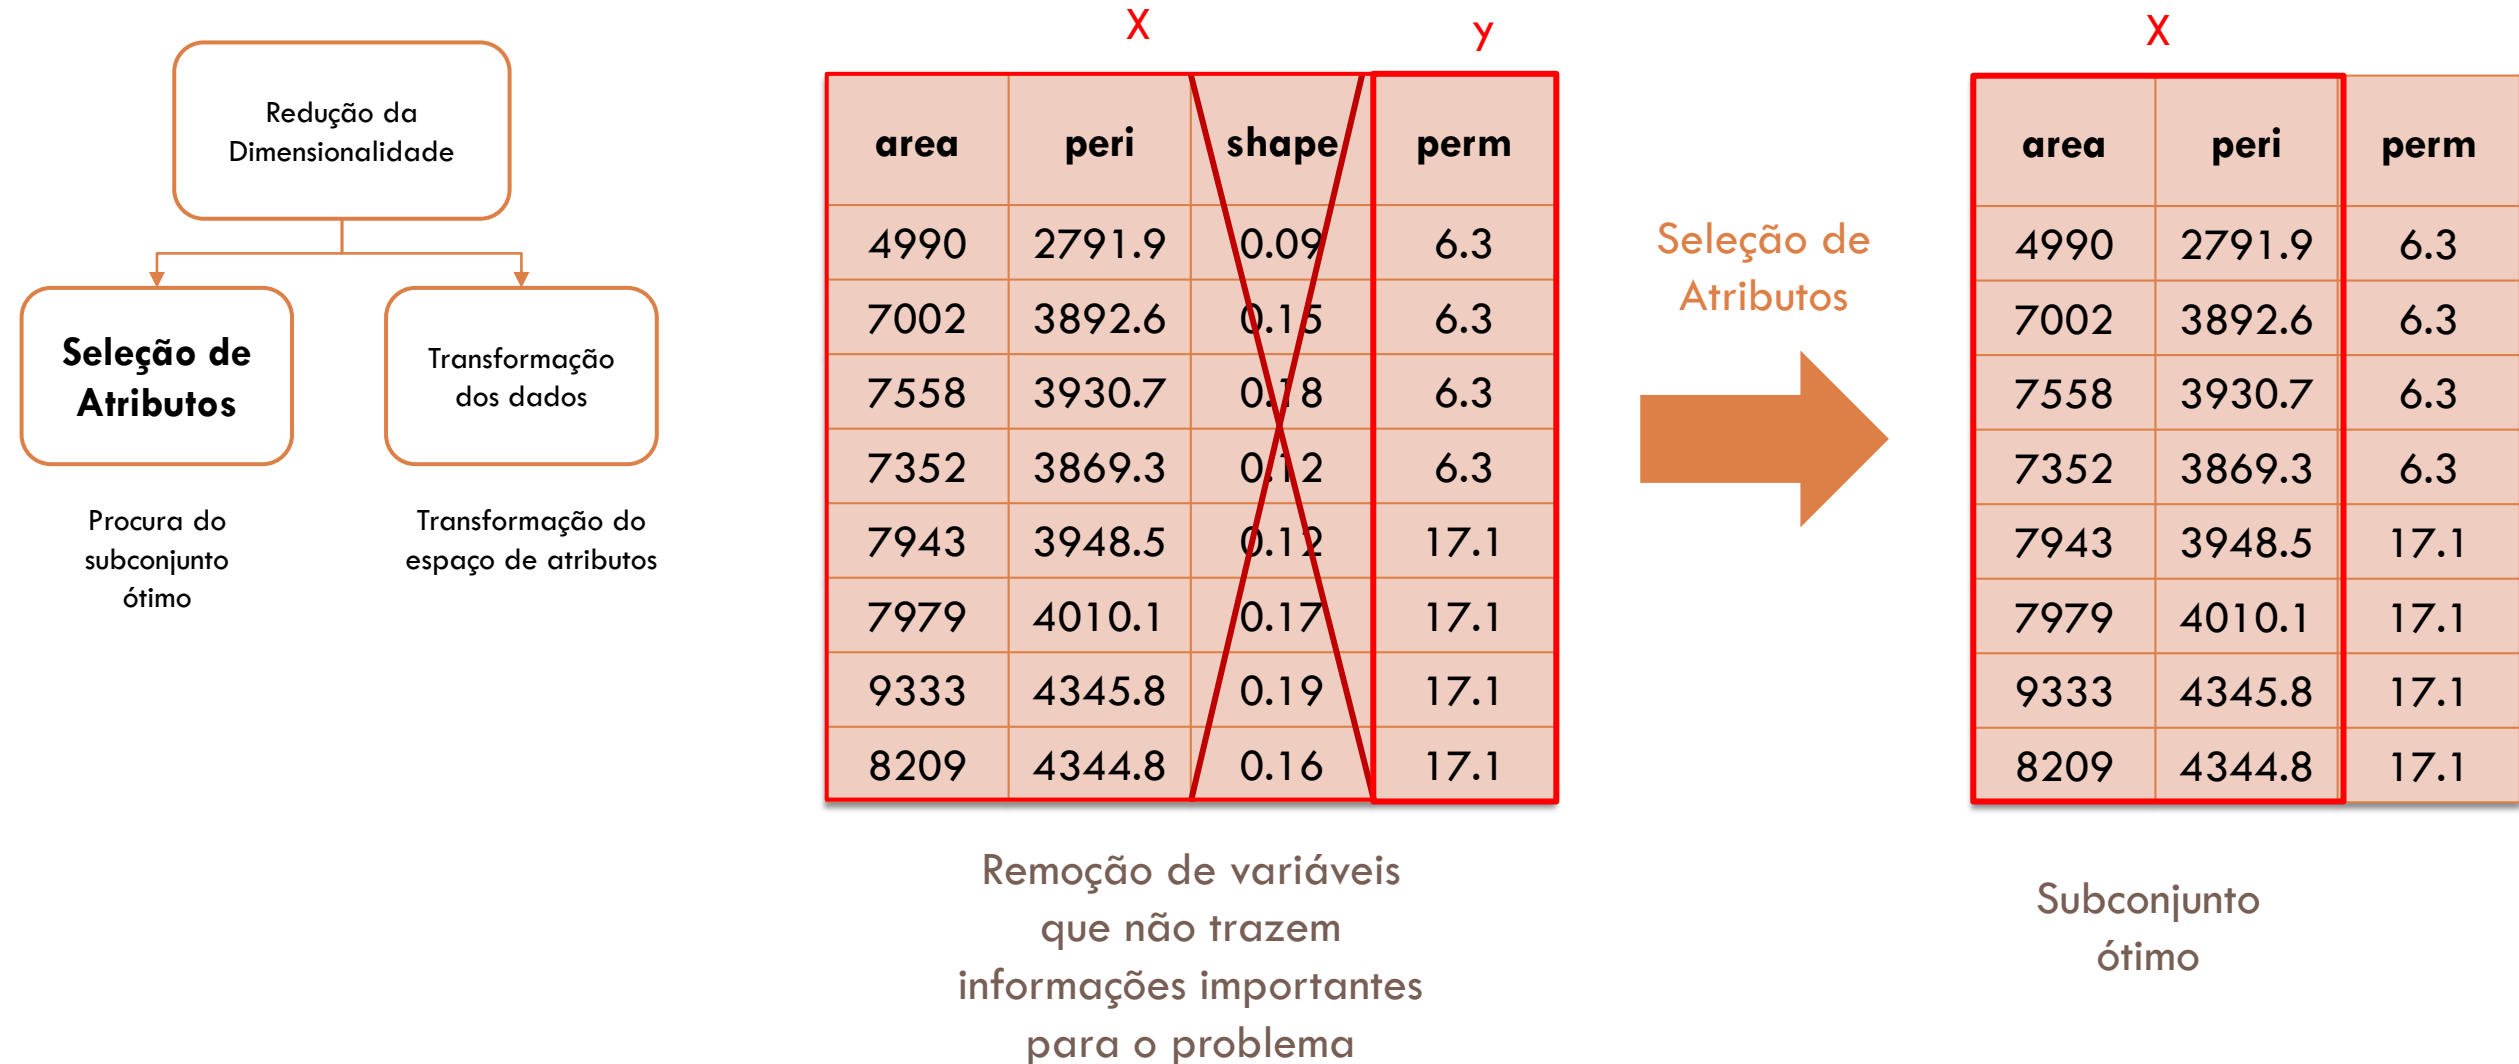 Redução da
Dimensionalidade
Seleção de
Atributos
Transformação
dos dados
Procura do
subconjunto
ótimo
Transformação do
espaço de atributos
X y
area peri shape perm
4990 2791.9 0.09 6.3
7002 3892.6 0.15 6.3
7558 3930.7 0.18 6.3
7352 3869.3 0.12 6.3
7943 3948.5 0.12 17.1
7979 4010.1 0.17 17.1
9333 4345.8 0.19 17.1
8209 4344.8 0.16 17.1
Remoção de variáveis
que não trazem
informações importantes
para o problema
Seleção de
Atributos
X
area peri perm
4990 2791.9 6.3
7002 3892.6 6.3
7558 3930.7 6.3
7352 3869.3 6.3
7943 3948.5 17.1
7979 4010.1 17.1
9333 4345.8 17.1
8209 4344.8 17.1
Subconjunto
ótimo